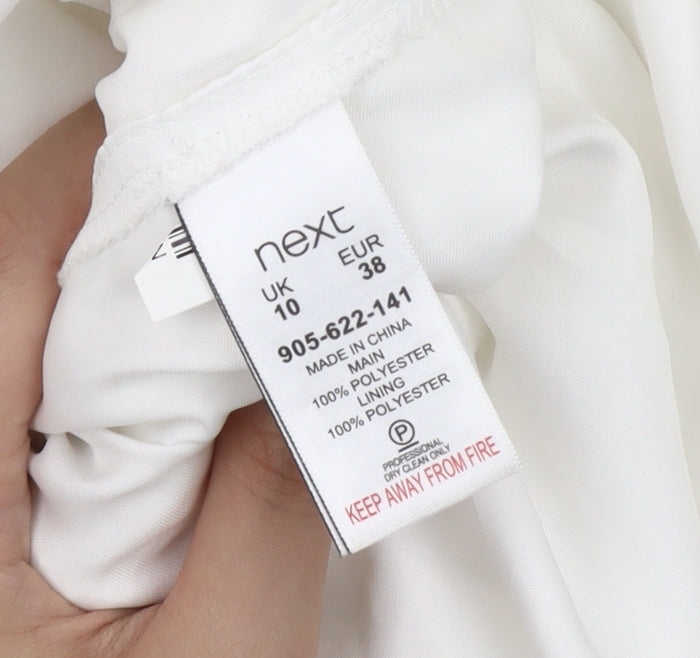 next
UK EUR
10 38
905-622-141
MADE IN CHINA
MAIN
100% POLYESTER
LINING
100% POLYESTER
P
PROFESSIONAL
DRY CLEAN ONLY
KEEP AWAY FROM FIRE